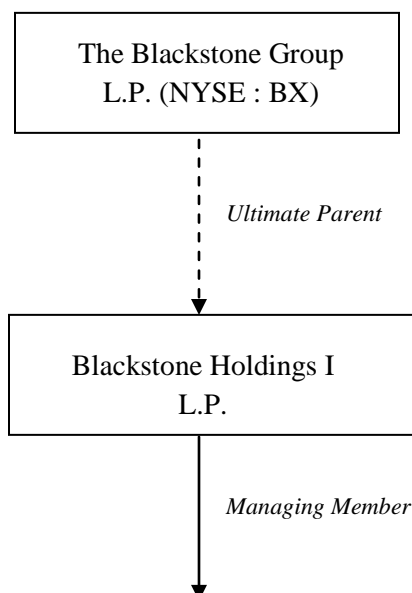 The Blackstone Group
L.P. (NYSE : BX)
Ultimate Parent
Blackstone Holdings I
L.P.
Managing Member